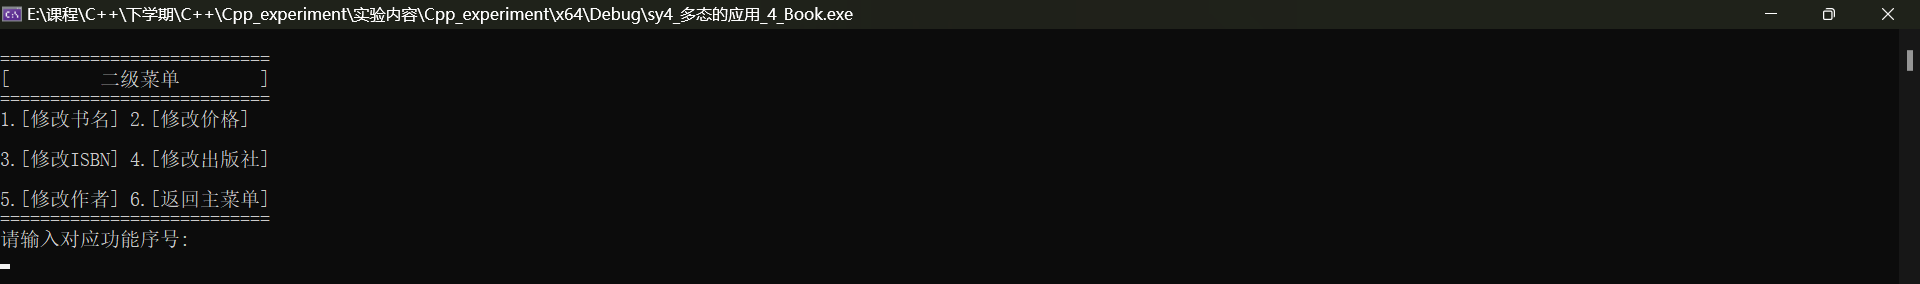 E:\课程\C++\下学期\C++\Cpp_experiment\实验内容\Cpp_experiment\x64\Debug\sy4_多态的应用_4_Book.exe
===========================
[         二级菜单        ]
===========================
1.[修改书名] 2.[修改价格]
3.[修改ISBN] 4.[修改出版社]
5.[修改作者] 6.[返回主菜单]
===========================
请输入对应功能序号: